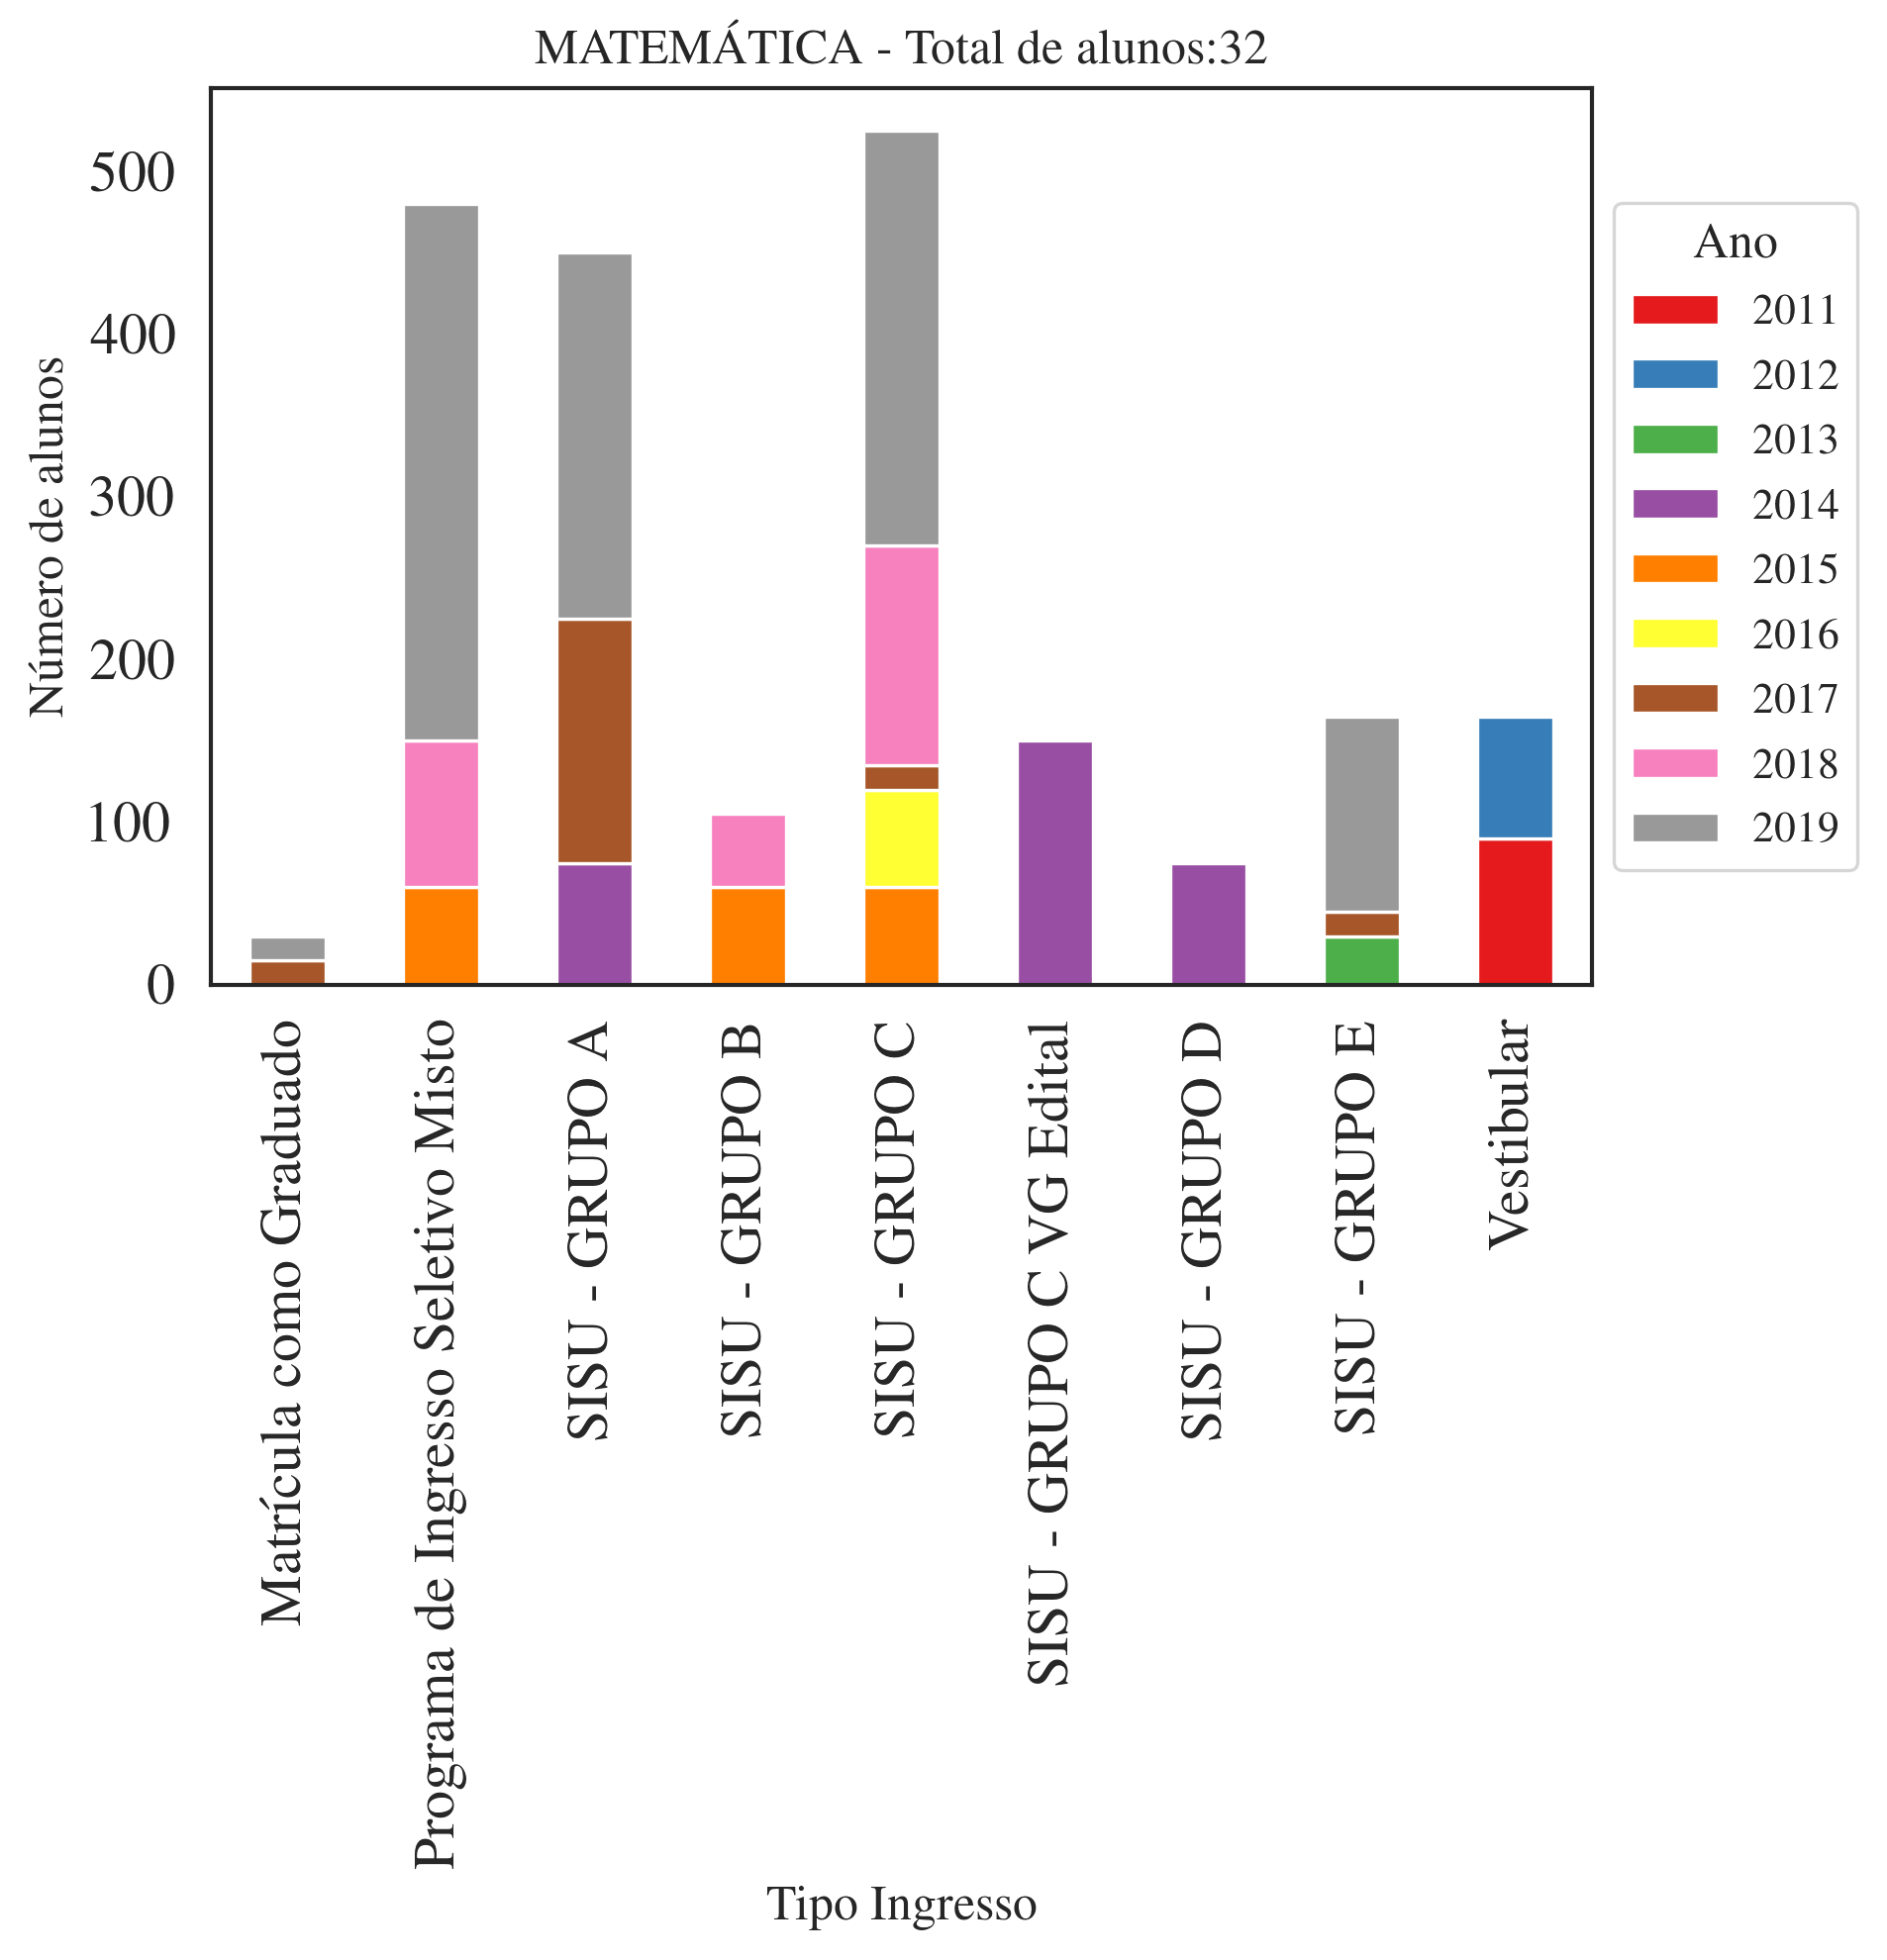 MATEMÁTICA - Total de alunos:32
Número de alunos
500
400
300
200
100
0
Ano
2011
2012
2013
2014
2015
2016
2017
2018
2019
Matrícula como Graduado
Programa de Ingresso Seletivo Misto
SISU - GRUPO A
SISU - GRUPO B
SISU - GRUPO C
SISU - GRUPO C VG Edital
SISU - GRUPO D
SISU - GRUPO E
Vestibular
Tipo Ingresso